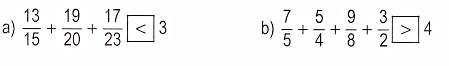 a) 13/15 + 19/20 + 17/23 < 3
b) 7/5 + 5/4 + 9/8 + 3/2 > 4